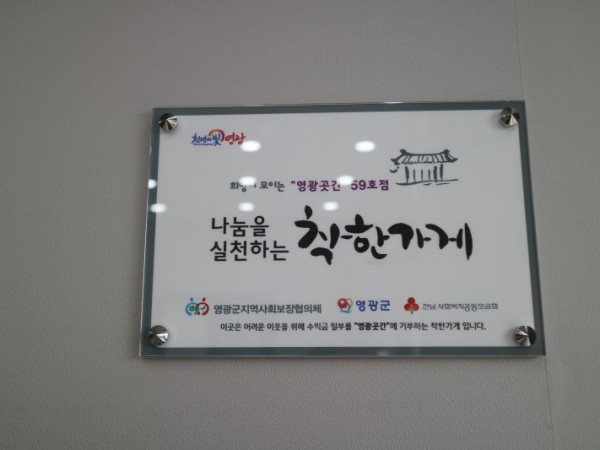 천년의 빛 영광
모이는 "영광곳간" 59호점
나눔을
실천하는
착한가게
영광군지역사회보장협의체
영광군
전남 사회복지공동모금회
이곳은 어려운 이웃을 위해 수익금 일부를 "영광곳간"에 기부하는 착한가게 입니다.